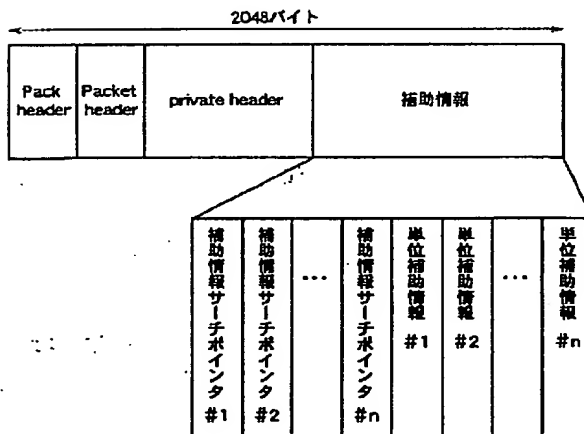 2048バイト
Pack header
Packet header
private header
補助情報
補助情報サーチポインタ #1
補助情報サーチポインタ #2
...
補助情報サーチポインタ #n
単位補助情報 #1
単位補助情報 #2
...
単位補助情報 #n